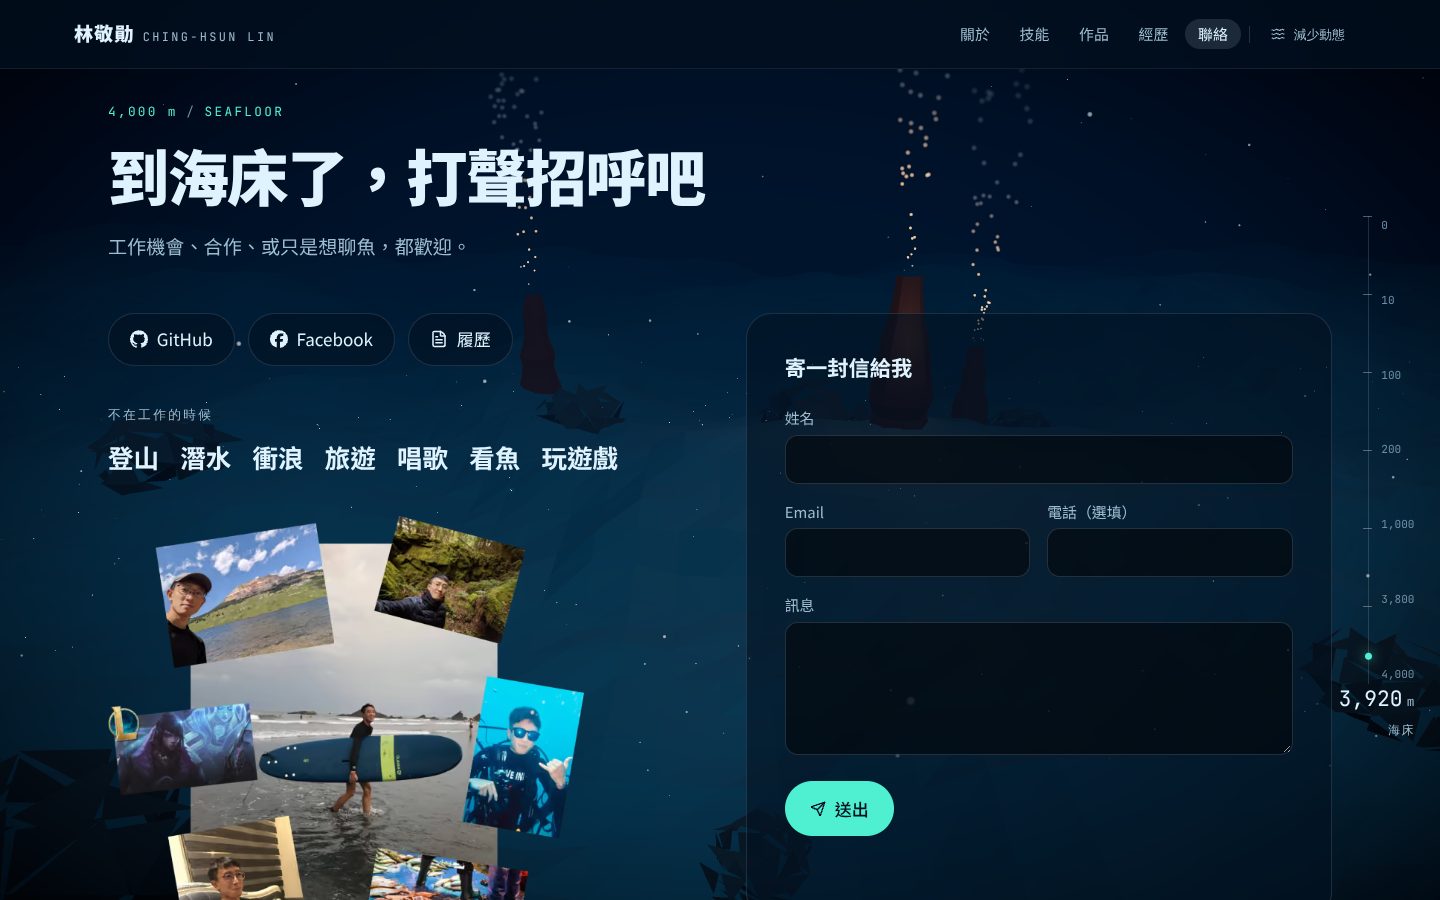 林敬勛 CHING-HSUN LIN
關於 技能 作品 經歷 聯絡 減少動態
4,000 m / SEAFLOOR
到海床了，打聲招呼吧
工作機會、合作、或只是想聊魚，都歡迎。
GitHub Facebook 履歷
不在工作的時候
登山 潛水 衝浪 旅遊 唱歌 看魚 玩遊戲
寄一封信給我
姓名
Email
電話（選填）
訊息
送出
0
10
100
200
1,000
3,800
4,000
3,920 m
海床